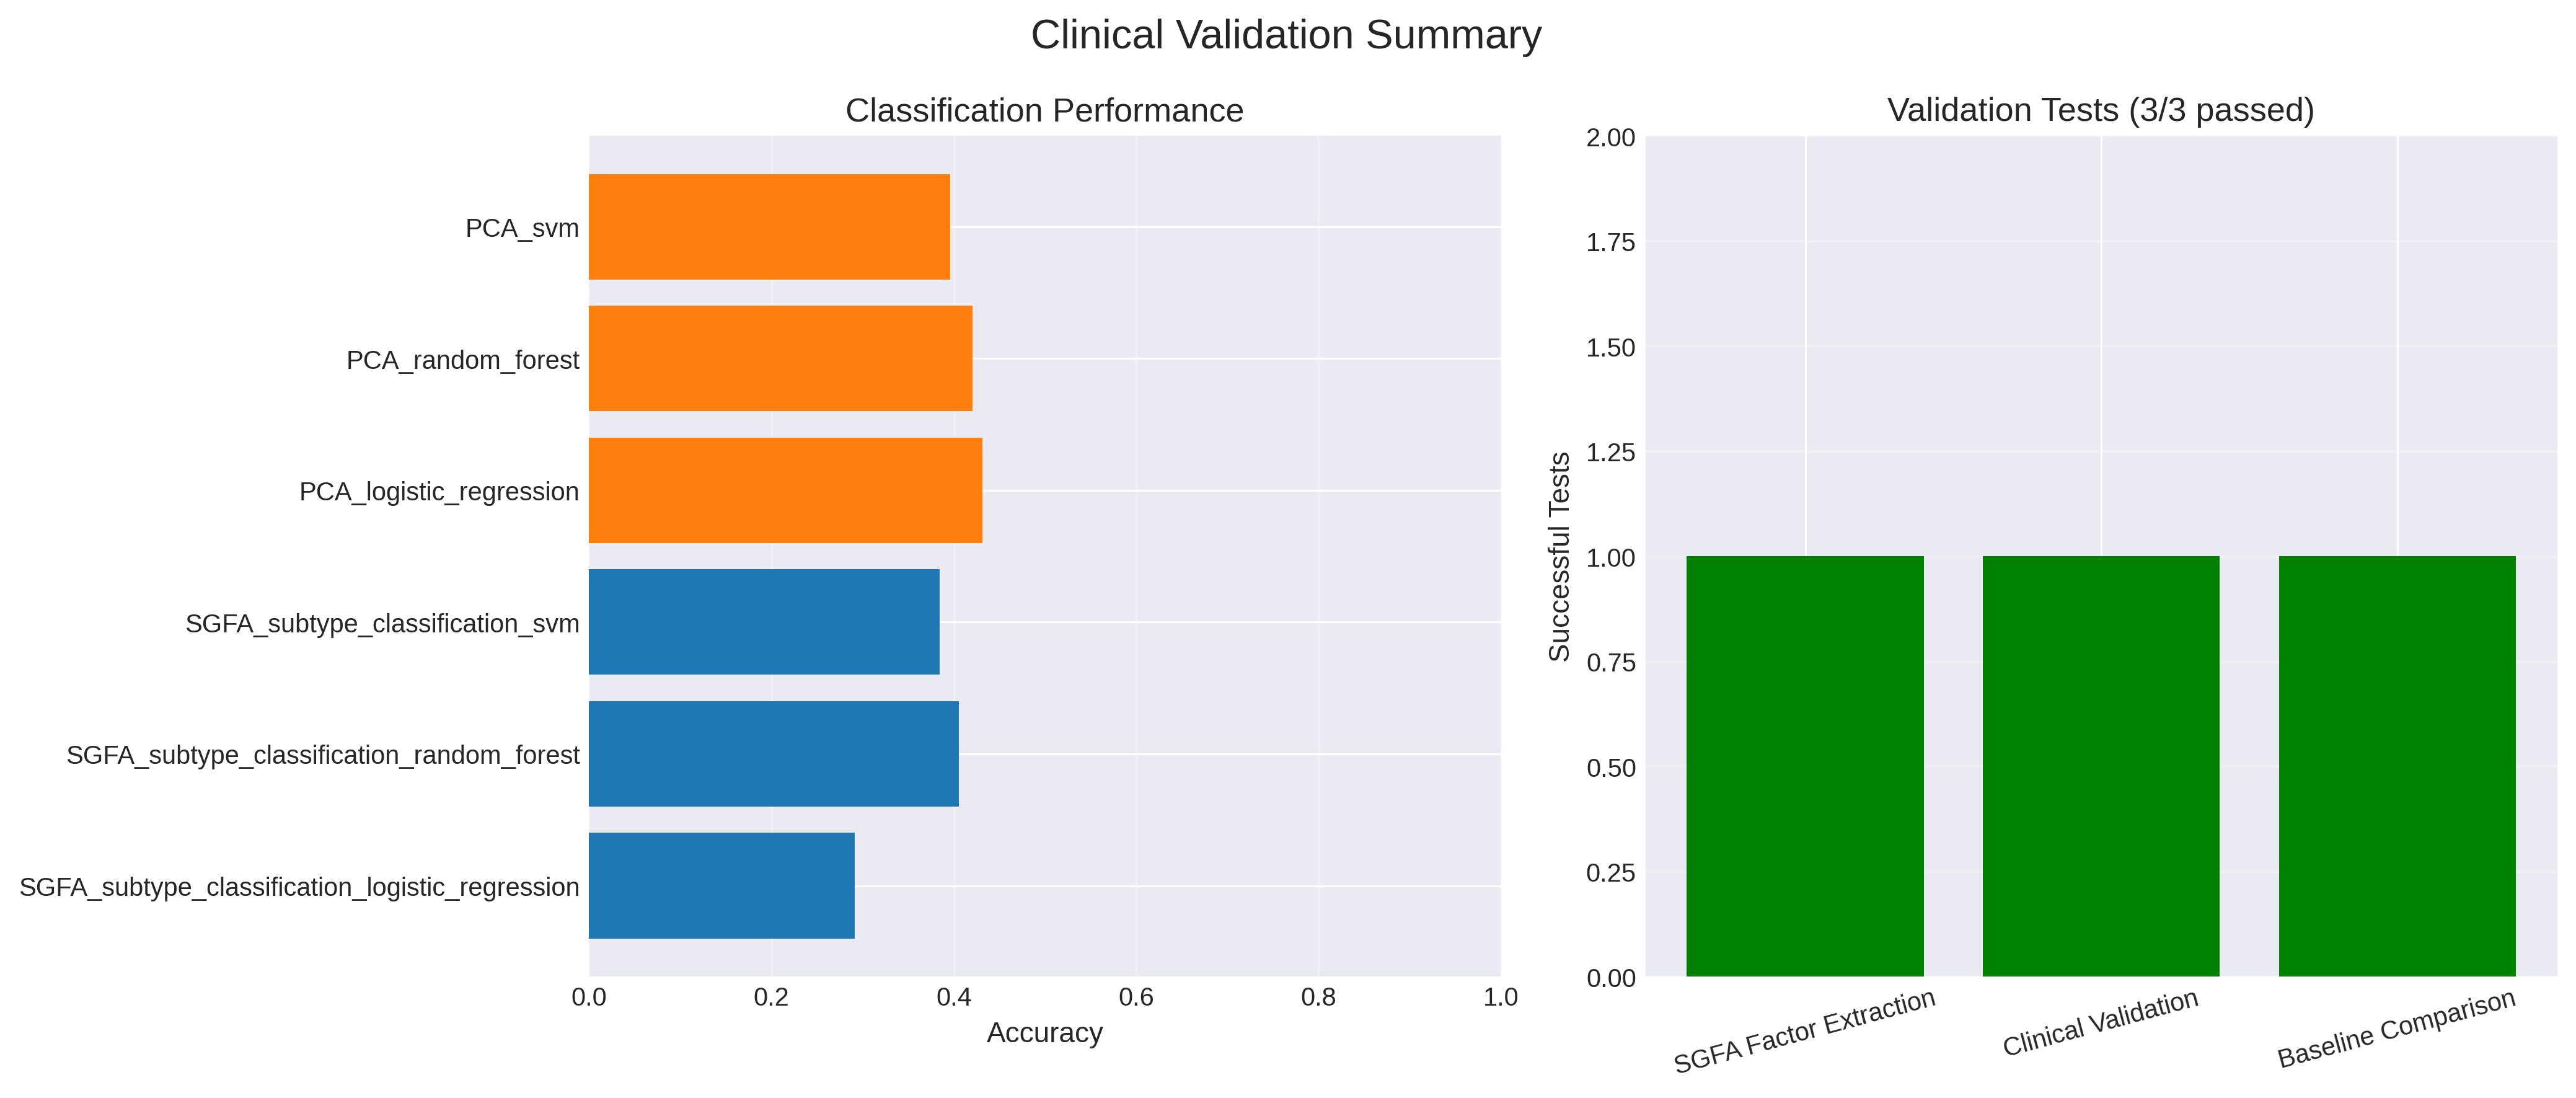 Clinical Validation Summary
Classification Performance
PCA_svm
PCA_random_forest
PCA_logistic_regression
SGFA_subtype_classification_svm
SGFA_subtype_classification_random_forest
SGFA_subtype_classification_logistic_regression
0.0 0.2 0.4 0.6 0.8 1.0
Accuracy
Validation Tests (3/3 passed)
Successful Tests
2.00
1.75
1.50
1.25
1.00
0.75
0.50
0.25
0.00
SGFA Factor Extraction
Clinical Validation
Baseline Comparison